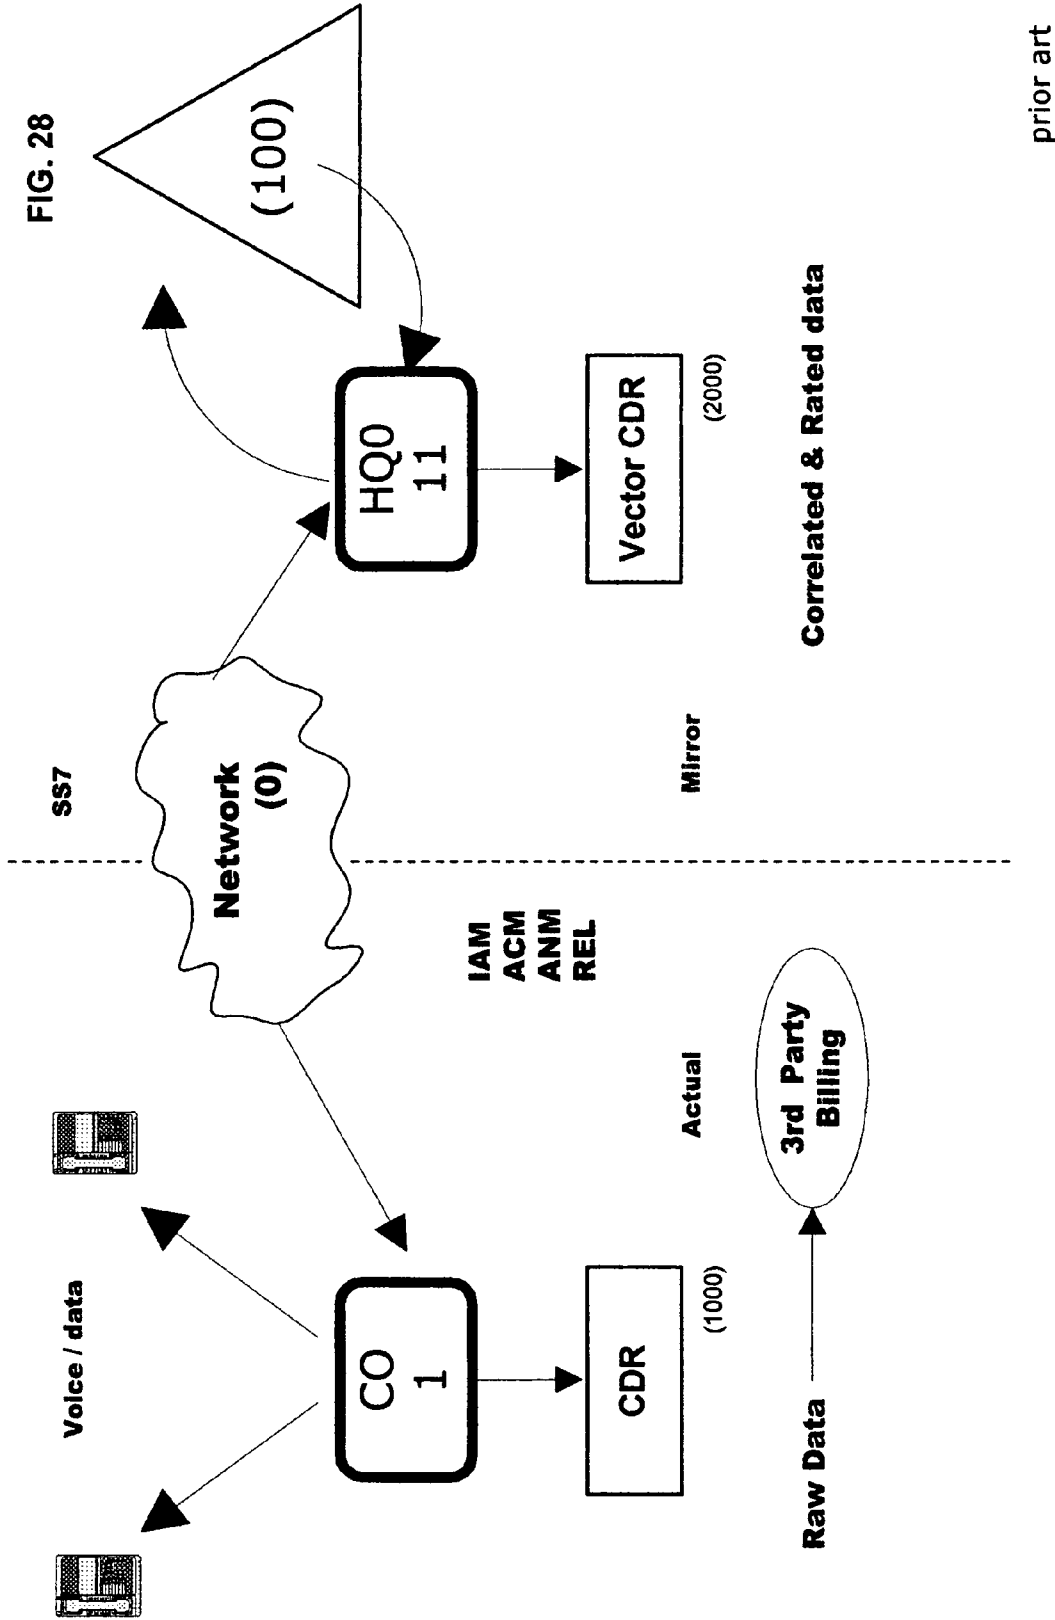 FIG. 28
Voice / data
SS7
Network
(0)
(100)
CO
1
IAM
ACM
ANM
REL
HQ0
11
CDR
(1000)
Actual
Mirror
Vector CDR
(2000)
Raw Data
3rd Party
Billing
Correlated & Rated data
prior art